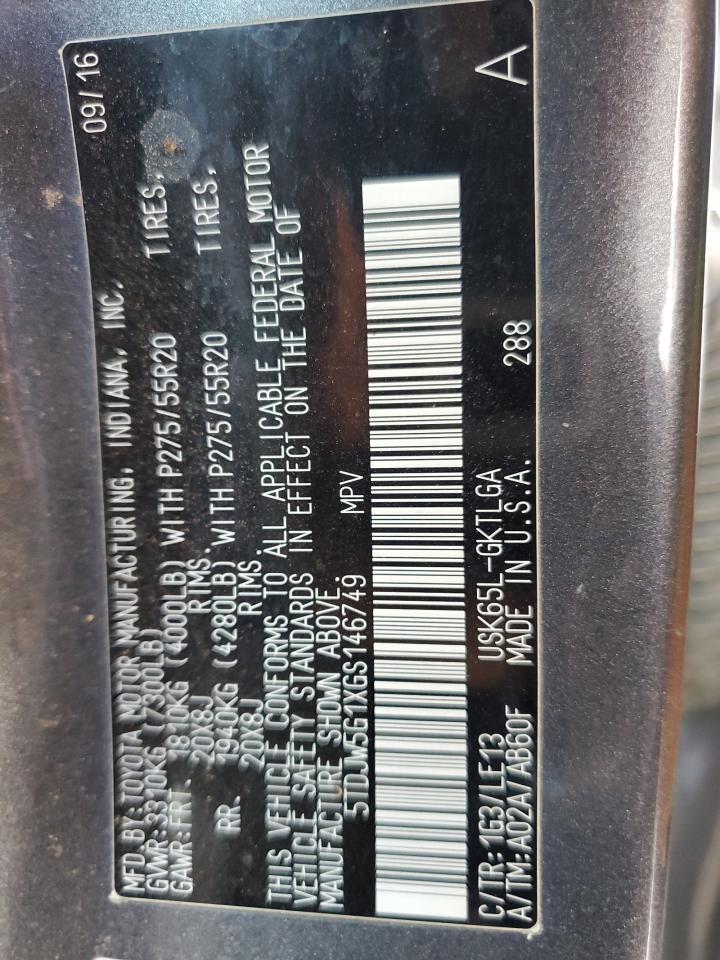 MFD.BY:TOYOTA MOTOR MANUFACTURING, INDIANA, INC. 09/16
GVWR:3310KG (7300LB)
GAWR:FRT. 1810KG (4000LB) WITH P275/55R20 TIRES,
20X8J RIMS.
RR. 1940KG (4280LB) WITH P275/55R20 TIRES,
20X8J RIMS.
THIS VEHICLE CONFORMS TO ALL APPLICABLE FEDERAL MOTOR
VEHICLE SAFETY STANDARDS IN EFFECT ON THE DATE OF
MANUFACTURE SHOWN ABOVE.
5TDJW5G1XGS146749 MPV
C/TR:1G3/LE13 USK65L-GKTLGA A
A/TM:A02A/AB60F MADE IN U.S.A. 288